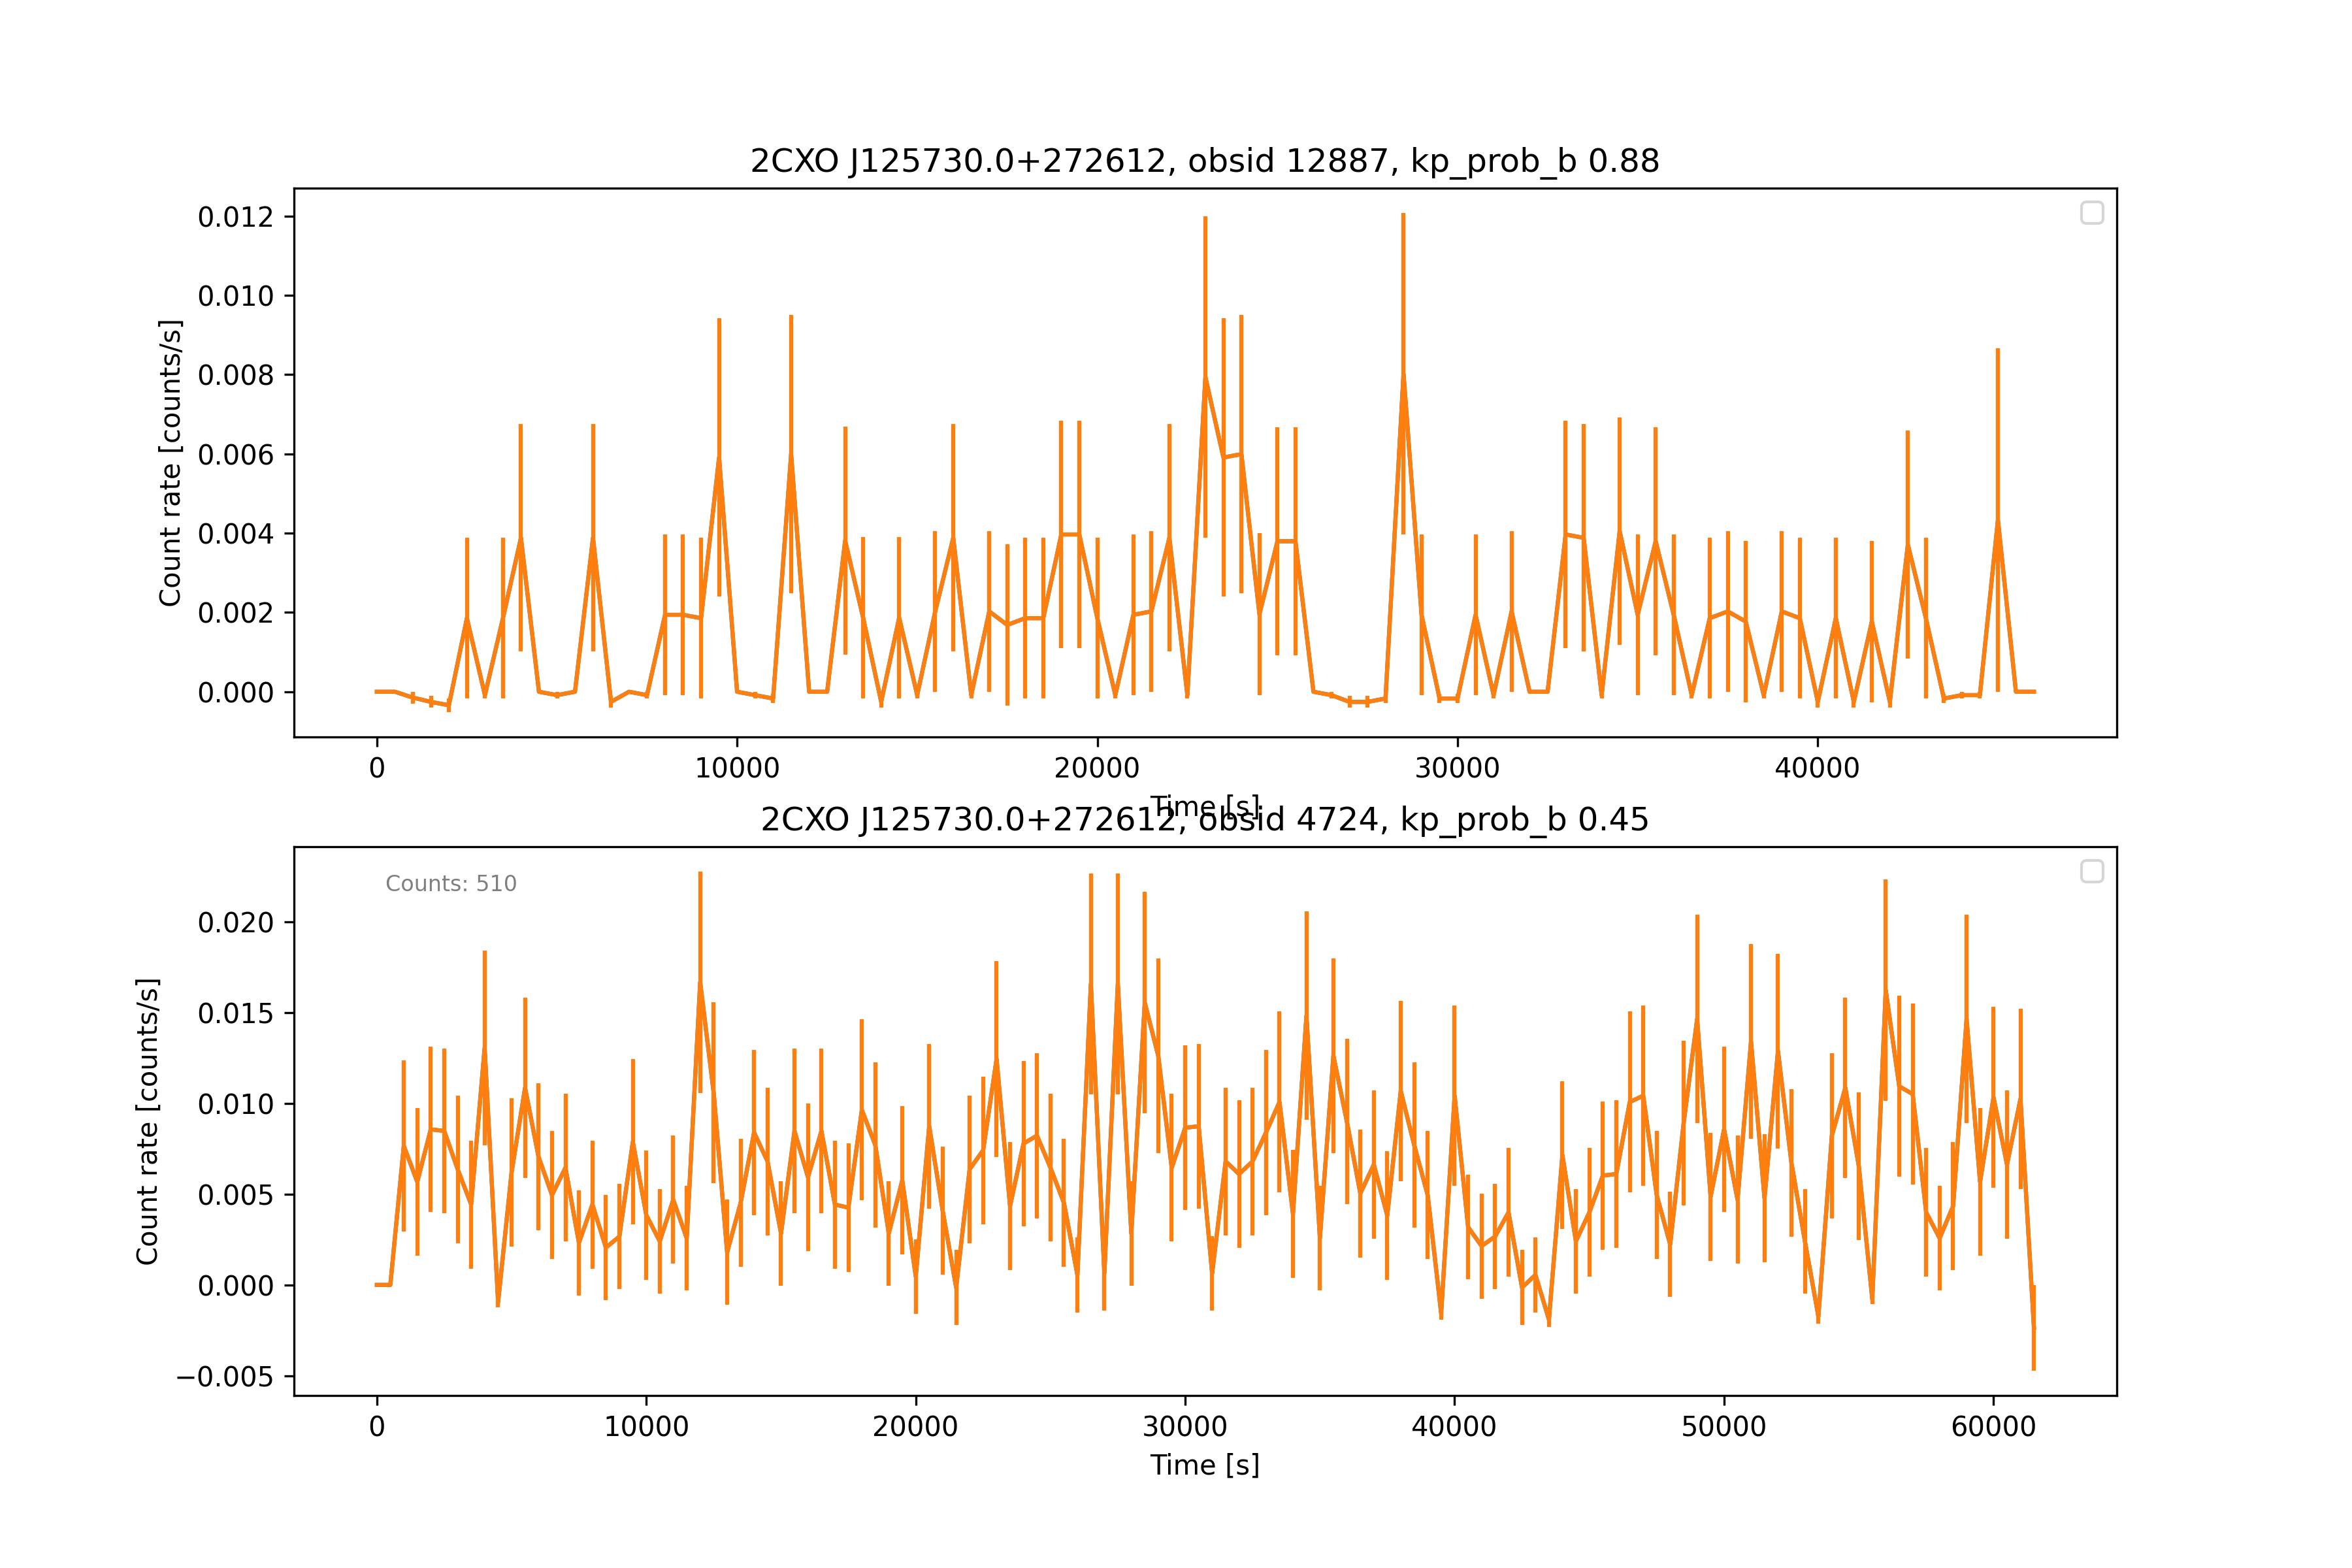 2CXO J125730.0+272612, obsid 12887, kp_prob_b 0.88
Count rate [counts/s]
0.012
0.010
0.008
0.006
0.004
0.002
0.000
0 10000 20000 30000 40000
Time [s]
2CXO J125730.0+272612, obsid 4724, kp_prob_b 0.45
Counts: 510
Count rate [counts/s]
0.020
0.015
0.010
0.005
0.000
−0.005
0 10000 20000 30000 40000 50000 60000
Time [s]